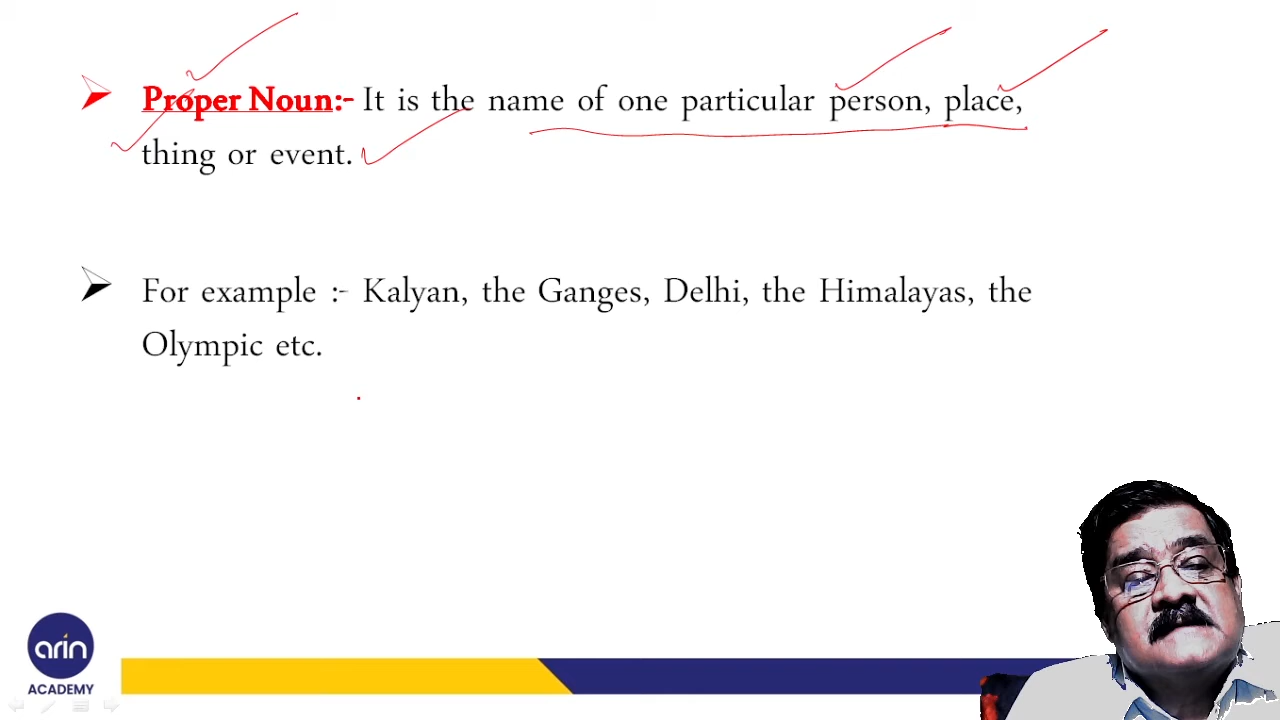 Proper Noun:- It is the name of one particular person, place,
thing or event.
For example :- Kalyan, the Ganges, Delhi, the Himalayas, the
Olympic etc.
arin
ACADEMY